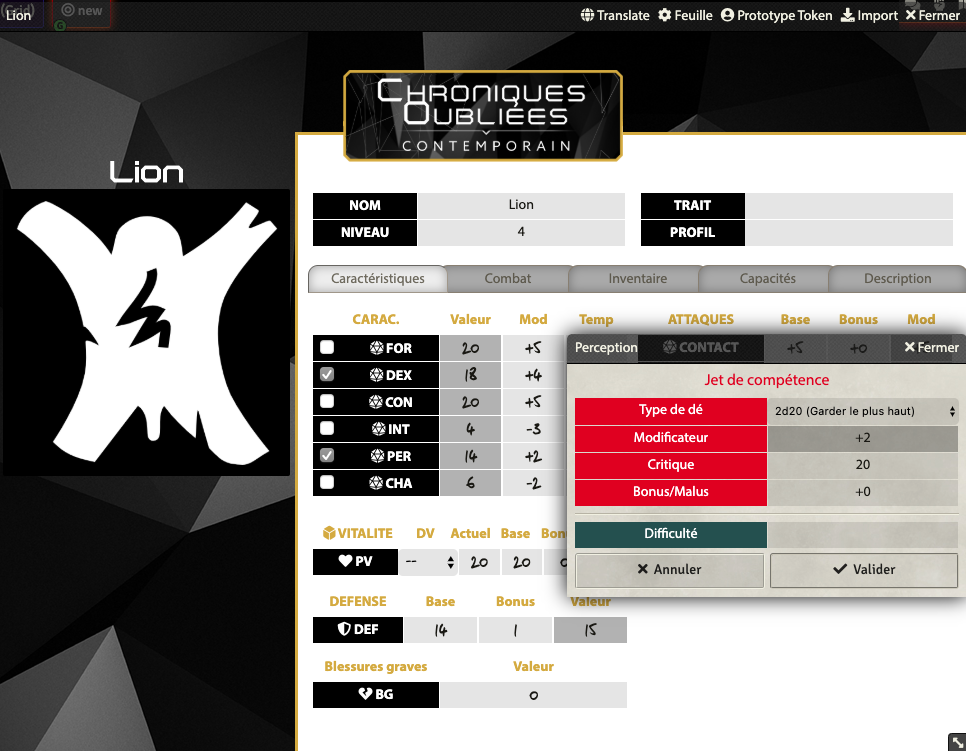 (Grid) new
Lion Translate Feuille Prototype Token Import Fermer
CHRONIQUES
OUBLIÉES
CONTEMPORAIN
Lion
NOM Lion TRAIT
NIVEAU 4 PROFIL
Caractéristiques Combat Inventaire Capacités Description
CARAC. Valeur Mod Temp ATTAQUES Base Bonus Mod
FOR 20 +5
DEX 18 +4
CON 20 +5
INT 4 -3
PER 14 +2
CHA 6 -2
Perception CONTACT +5 +0 Fermer
Jet de compétence
Type de dé 2d20 (Garder le plus haut)
Modificateur +2
Critique 20
Bonus/Malus +0
Difficulté
Annuler Valider
VITALITE DV Actuel Base Bon
PV -- 20 20 0
DEFENSE Base Bonus Valeur
DEF 14 1 15
Blessures graves Valeur
BG 0